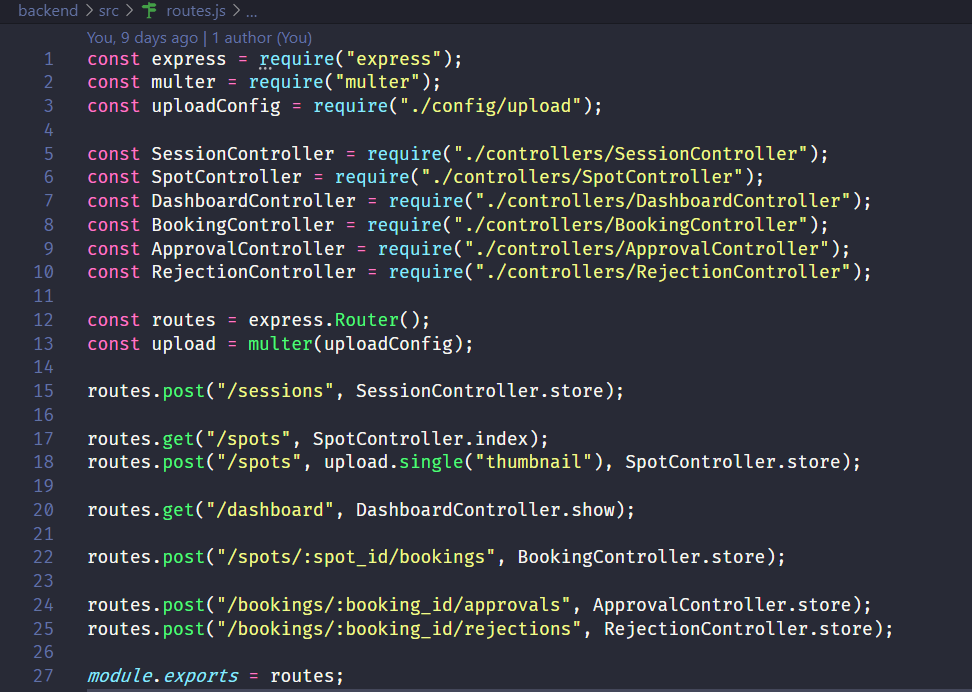 backend > src > routes.js > ...
You, 9 days ago | 1 author (You)
1 const express = require("express");
2 const multer = require("multer");
3 const uploadConfig = require("./config/upload");
4
5 const SessionController = require("./controllers/SessionController");
6 const SpotController = require("./controllers/SpotController");
7 const DashboardController = require("./controllers/DashboardController");
8 const BookingController = require("./controllers/BookingController");
9 const ApprovalController = require("./controllers/ApprovalController");
10 const RejectionController = require("./controllers/RejectionController");
11
12 const routes = express.Router();
13 const upload = multer(uploadConfig);
14
15 routes.post("/sessions", SessionController.store);
16
17 routes.get("/spots", SpotController.index);
18 routes.post("/spots", upload.single("thumbnail"), SpotController.store);
19
20 routes.get("/dashboard", DashboardController.show);
21
22 routes.post("/spots/:spot_id/bookings", BookingController.store);
23
24 routes.post("/bookings/:booking_id/approvals", ApprovalController.store);
25 routes.post("/bookings/:booking_id/rejections", RejectionController.store);
26
27 module.exports = routes;